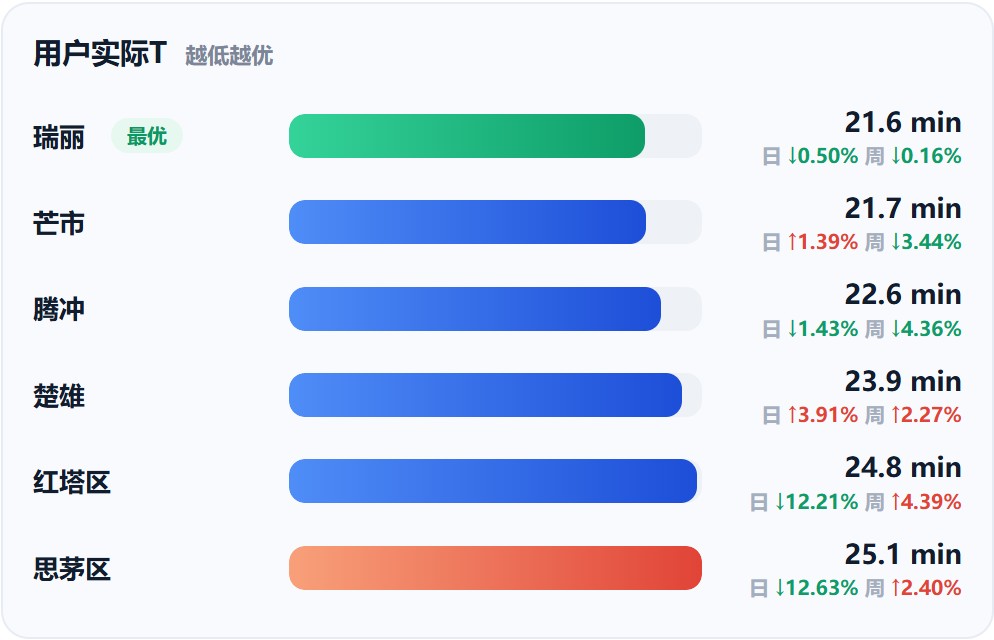 用户实际T 越低越优
瑞丽 最优 21.6 min
日 ↓0.50% 周 ↓0.16%
芒市 21.7 min
日 ↑1.39% 周 ↓3.44%
腾冲 22.6 min
日 ↓1.43% 周 ↓4.36%
楚雄 23.9 min
日 ↑3.91% 周 ↑2.27%
红塔区 24.8 min
日 ↓12.21% 周 ↑4.39%
思茅区 25.1 min
日 ↓12.63% 周 ↑2.40%